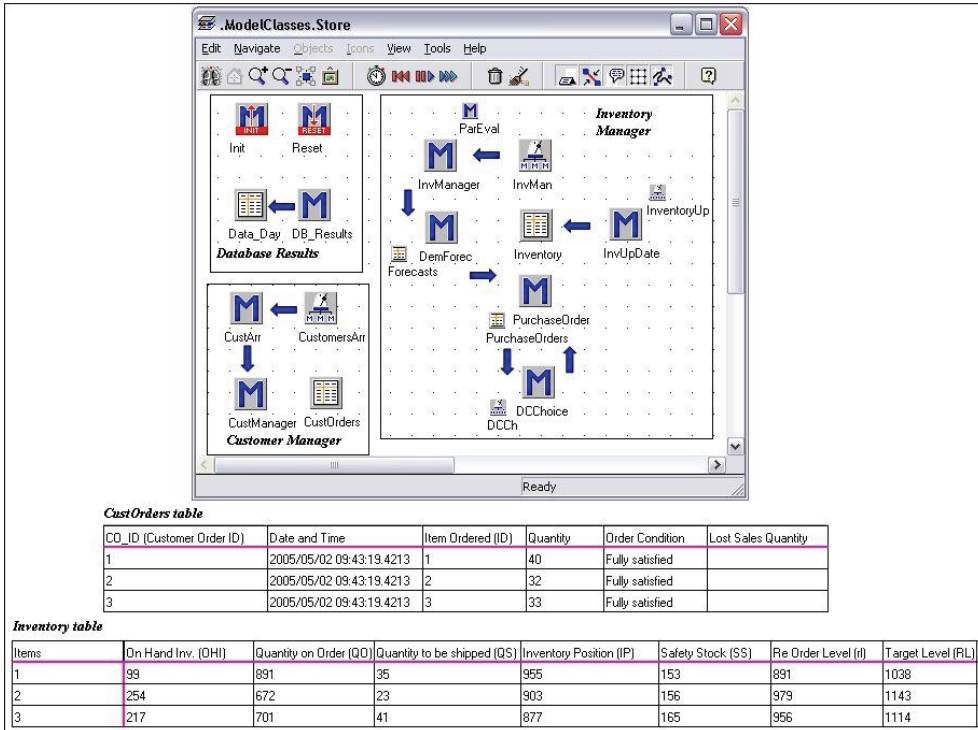 .ModelClasses.Store
Edit Navigate Objects Icons View Tools Help
INIT RESET
Init Reset
Data_Day DB_Results
Database Results
CustArr CustomersArr
CustManager CustOrders
Customer Manager
Inventory
Manager
ParEval
InvManager InvMan
InventoryUp
DemForec Inventory InvUpDate
Forecasts
PurchaseOrder
PurchaseOrders
DCChoice
DCCh
Ready
CustOrders table
CO_ID (Customer Order ID) Date and Time Item Ordered (ID) Quantity Order Condition Lost Sales Quantity
1 2005/05/02 09:43:19.4213 1 40 Fully satisfied
2 2005/05/02 09:43:19.4213 2 32 Fully satisfied
3 2005/05/02 09:43:19.4213 3 33 Fully satisfied
Inventory table
Items On Hand Inv. (OHI) Quantity on Order (QO) Quantity to be shipped (QS) Inventory Position (IP) Safety Stock (SS) Re Order Level (rl) Target Level (RL)
1 99 891 35 955 153 891 1038
2 254 672 23 903 156 979 1143
3 217 701 41 877 165 956 1114